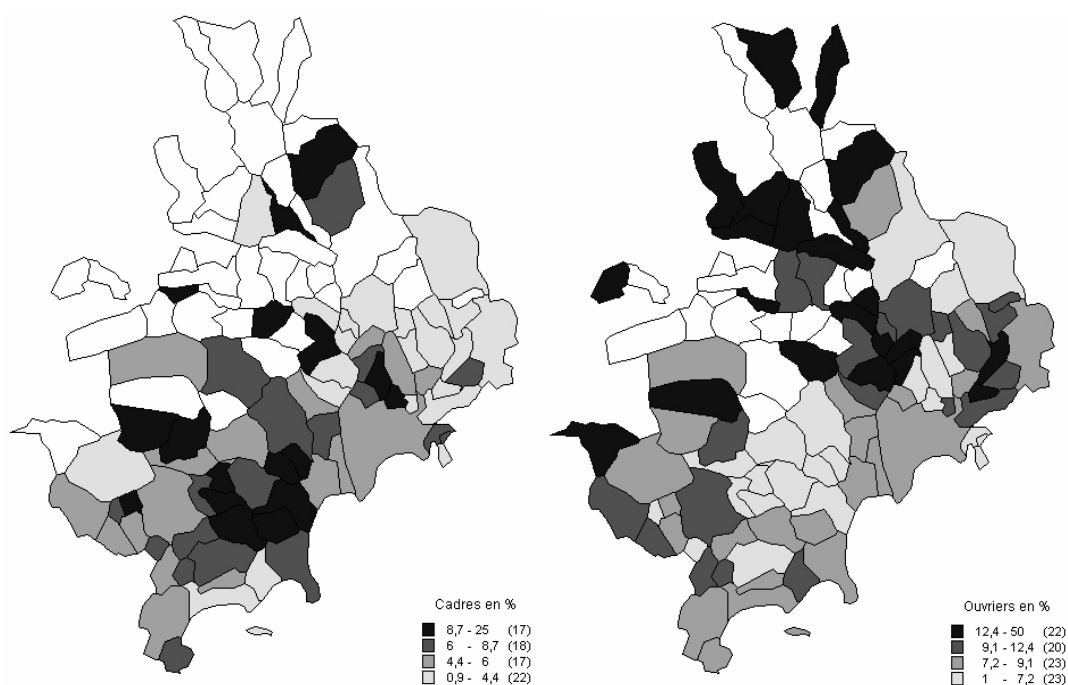 Cadres en %
8,7 - 25 (17)
6 - 8,7 (18)
4,4 - 6 (17)
0,9 - 4,4 (22)
Ouvriers en %
12,4 - 50 (22)
9,1 - 12,4 (20)
7,2 - 9,1 (23)
1 - 7,2 (23)